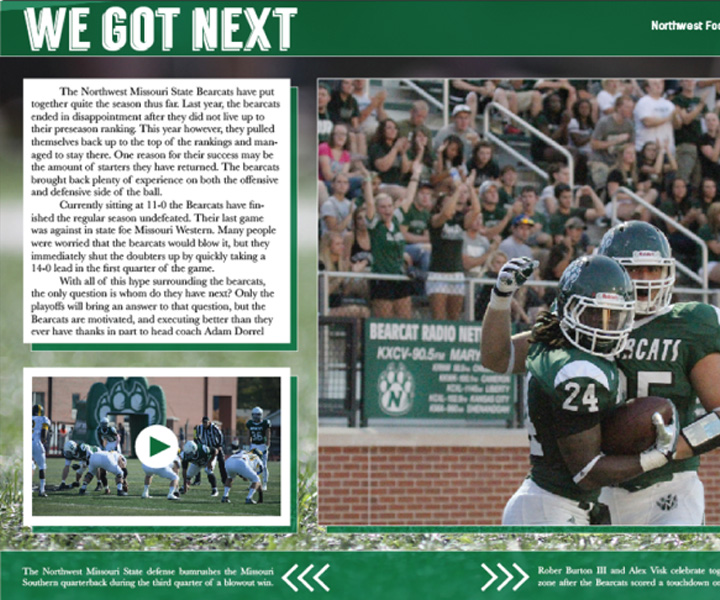 WE GOT NEXT
Northwest Fo
The Northwest Missouri State Bearcats have put
together quite the season thus far. Last year, the bearcats
ended in disappointment after they did not live up to
their preseason ranking. This year however, they pulled
themselves back up to the top of the rankings and man-
aged to stay there. One reason for their success may be
the amount of starters they have returned. The bearcats
brought back plenty of experience on both the offensive
and defensive side of the ball.
Currently sitting at 11-0 the Bearcats have fin-
ished the regular season undefeated. Their last game
was against in state foe Missouri Western. Many people
were worried that the bearcats would blow it, but they
immediately shut the doubters up by quickly taking a
14-0 lead in the first quarter of the game.
With all of this hype surrounding the bearcats,
the only question is whom do they have next? Only the
playoffs will bring an answer to that question, but the
Bearcats are motivated, and executing better than they
ever have thanks in part to head coach Adam Dorrel
BEARCAT RADIO NET
KXCV-90.5FM MARY
N
RCATS
24
The Northwest Missouri State defense bumrushes the Missouri
Southern quarterback during the third quarter of a blowout win.
Rober Burton III and Alex Visk celebrate tog
zone after the Bearcats scored a touchdown o